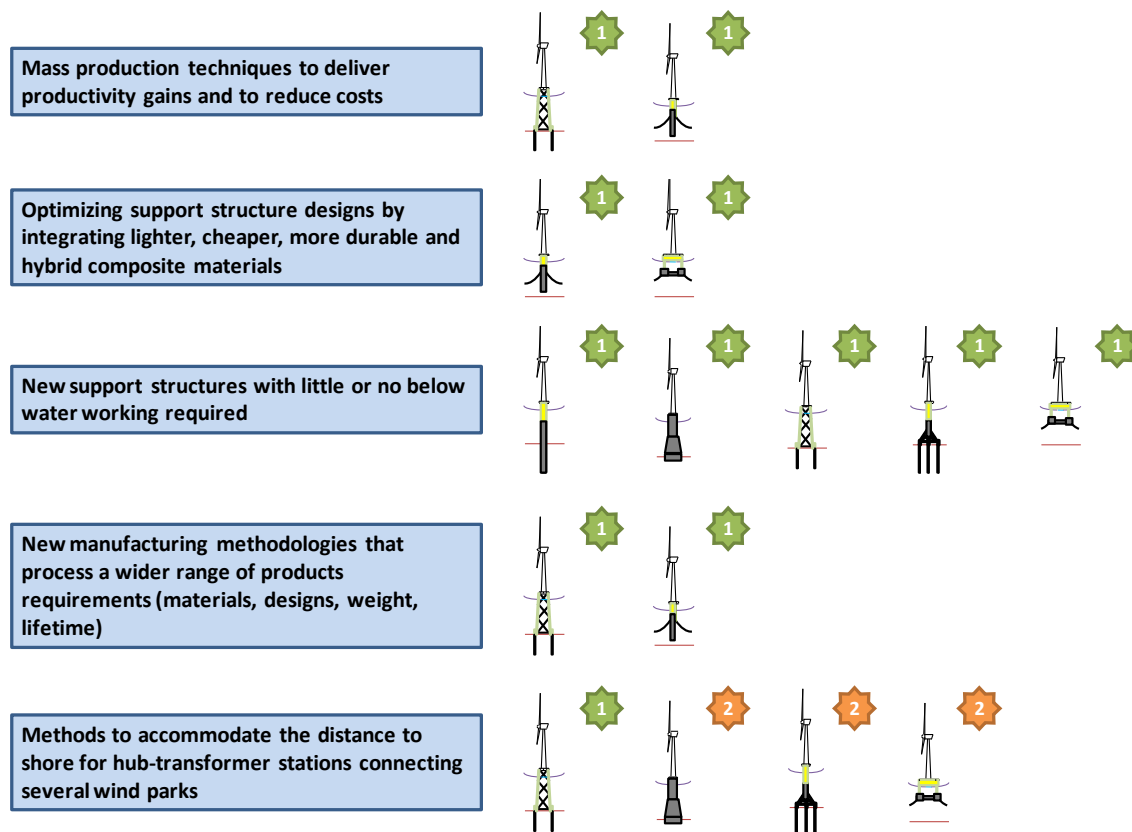 1 1
Mass production techniques to deliver
productivity gains and to reduce costs
1 1
Optimizing support structure designs by
integrating lighter, cheaper, more durable and
hybrid composite materials
1 1 1 1 1
New support structures with little or no below
water working required
1 1
New manufacturing methodologies that
process a wider range of products
requirements (materials, designs, weight,
lifetime)
1 2 2 2
Methods to accommodate the distance to
shore for hub-transformer stations connecting
several wind parks